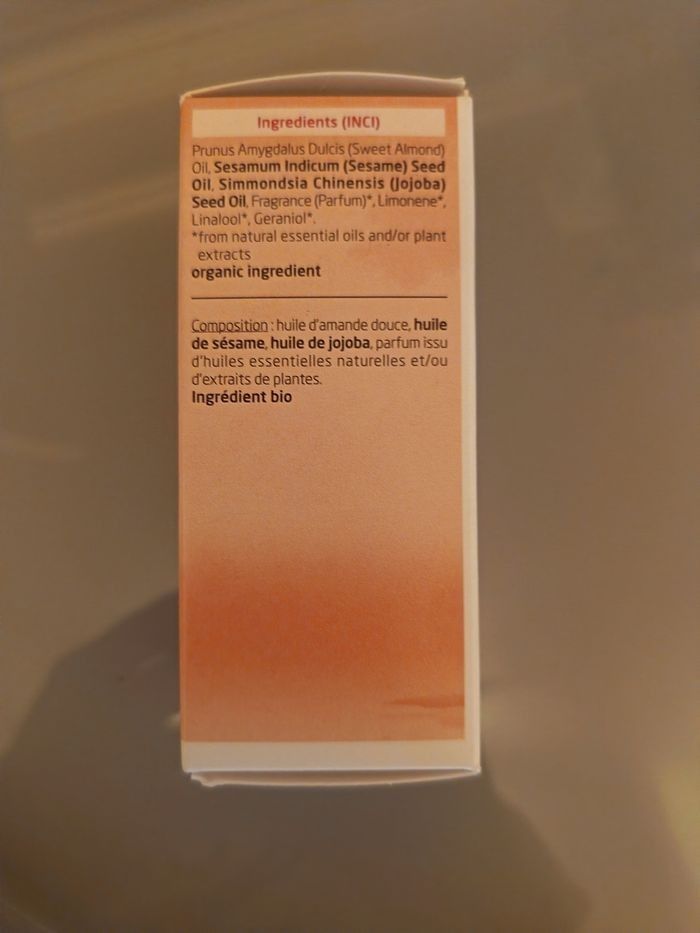 Ingredients (INCI)
Prunus Amygdalus Dulcis (Sweet Almond)
Oil, Sesamum Indicum (Sesame) Seed
Oil, Simmondsia Chinensis (Jojoba)
Seed Oil, Fragrance (Parfum)*, Limonene*,
Linalool*, Geraniol*.
*from natural essential oils and/or plant
extracts
organic ingredient
Composition : huile d'amande douce, huile
de sésame, huile de jojoba, parfum issu
d'huiles essentielles naturelles et/ou
d'extraits de plantes.
Ingrédient bio